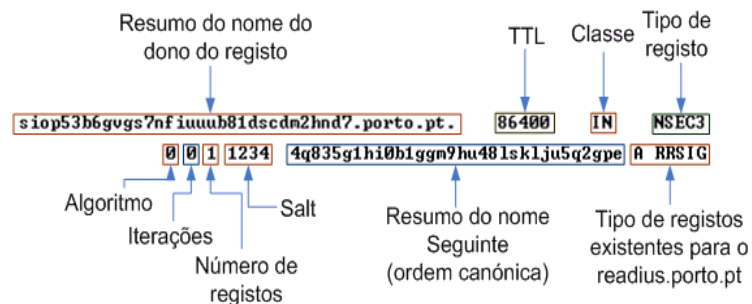 Resumo do nome do
dono do registo
TTL
Classe
Tipo de
registo
siop53b6gvgs7nfiuuub81dscdm2hnd7.porto.pt. 86400 IN NSEC3
0 0 1 1234 4q835g1hi0b1ggm9hu48lsklju5q2gpe A RRSIG
Algoritmo
Iterações
Número de
registos
Salt
Resumo do nome
Seguinte
(ordem canónica)
Tipo de registos
existentes para o
readius.porto.pt